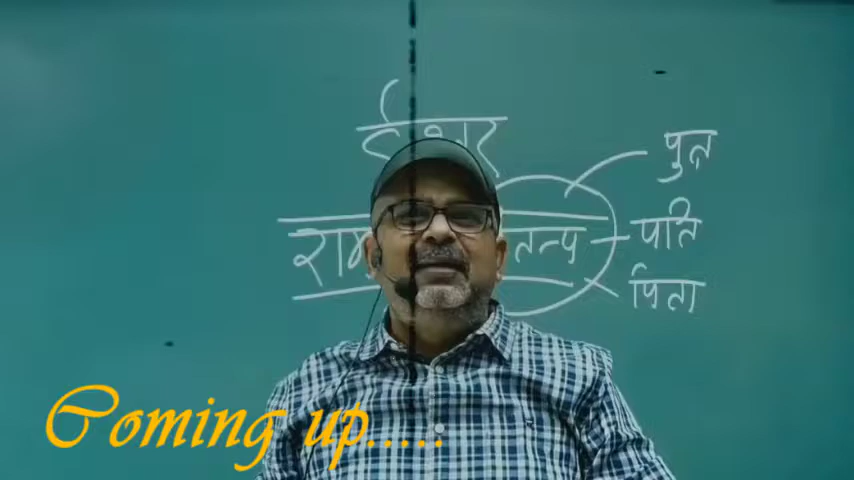 ईश्वर
पुत्र
राम
पति
पिता
Coming up.....